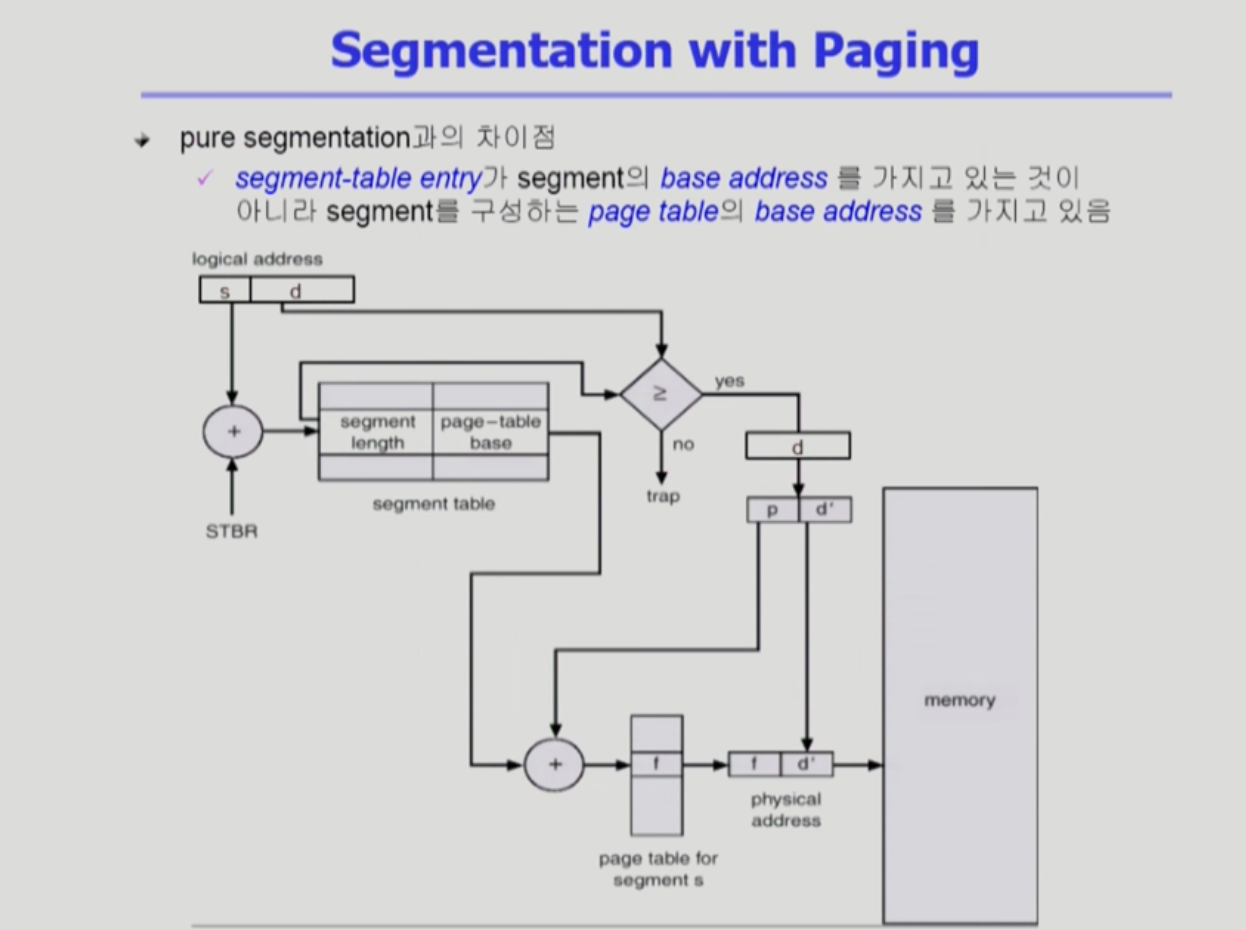 Segmentation with Paging
pure segmentation과의 차이점
segment-table entry가 segment의 base address 를 가지고 있는 것이
아니라 segment를 구성하는 page table의 base address 를 가지고 있음
logical address
s d
≥
yes
no
trap
+
segment length
page–table base
segment table
STBR
d
p d'
memory
+
f
f d'
physical
address
page table for
segment s